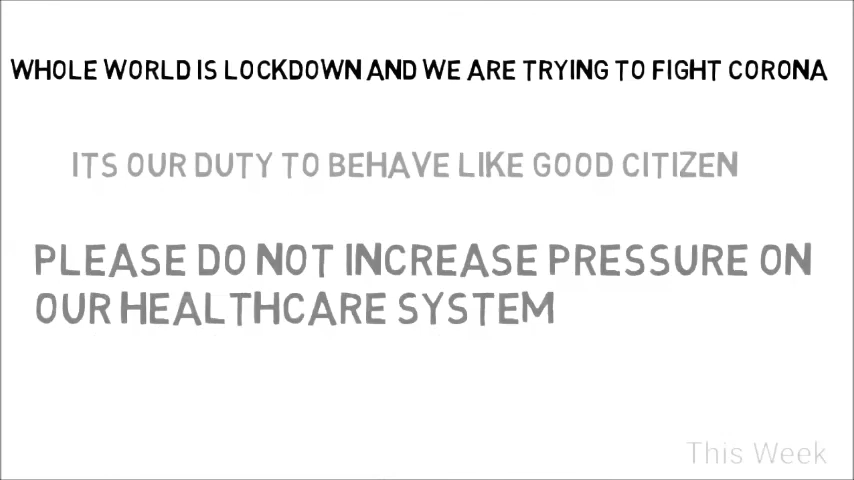 WHOLE WORLD IS LOCKDOWN AND WE ARE TRYING TO FIGHT CORONA
ITS OUR DUTY TO BEHAVE LIKE GOOD CITIZEN
PLEASE DO NOT INCREASE PRESSURE ON
OUR HEALTHCARE SYSTEM
This Week